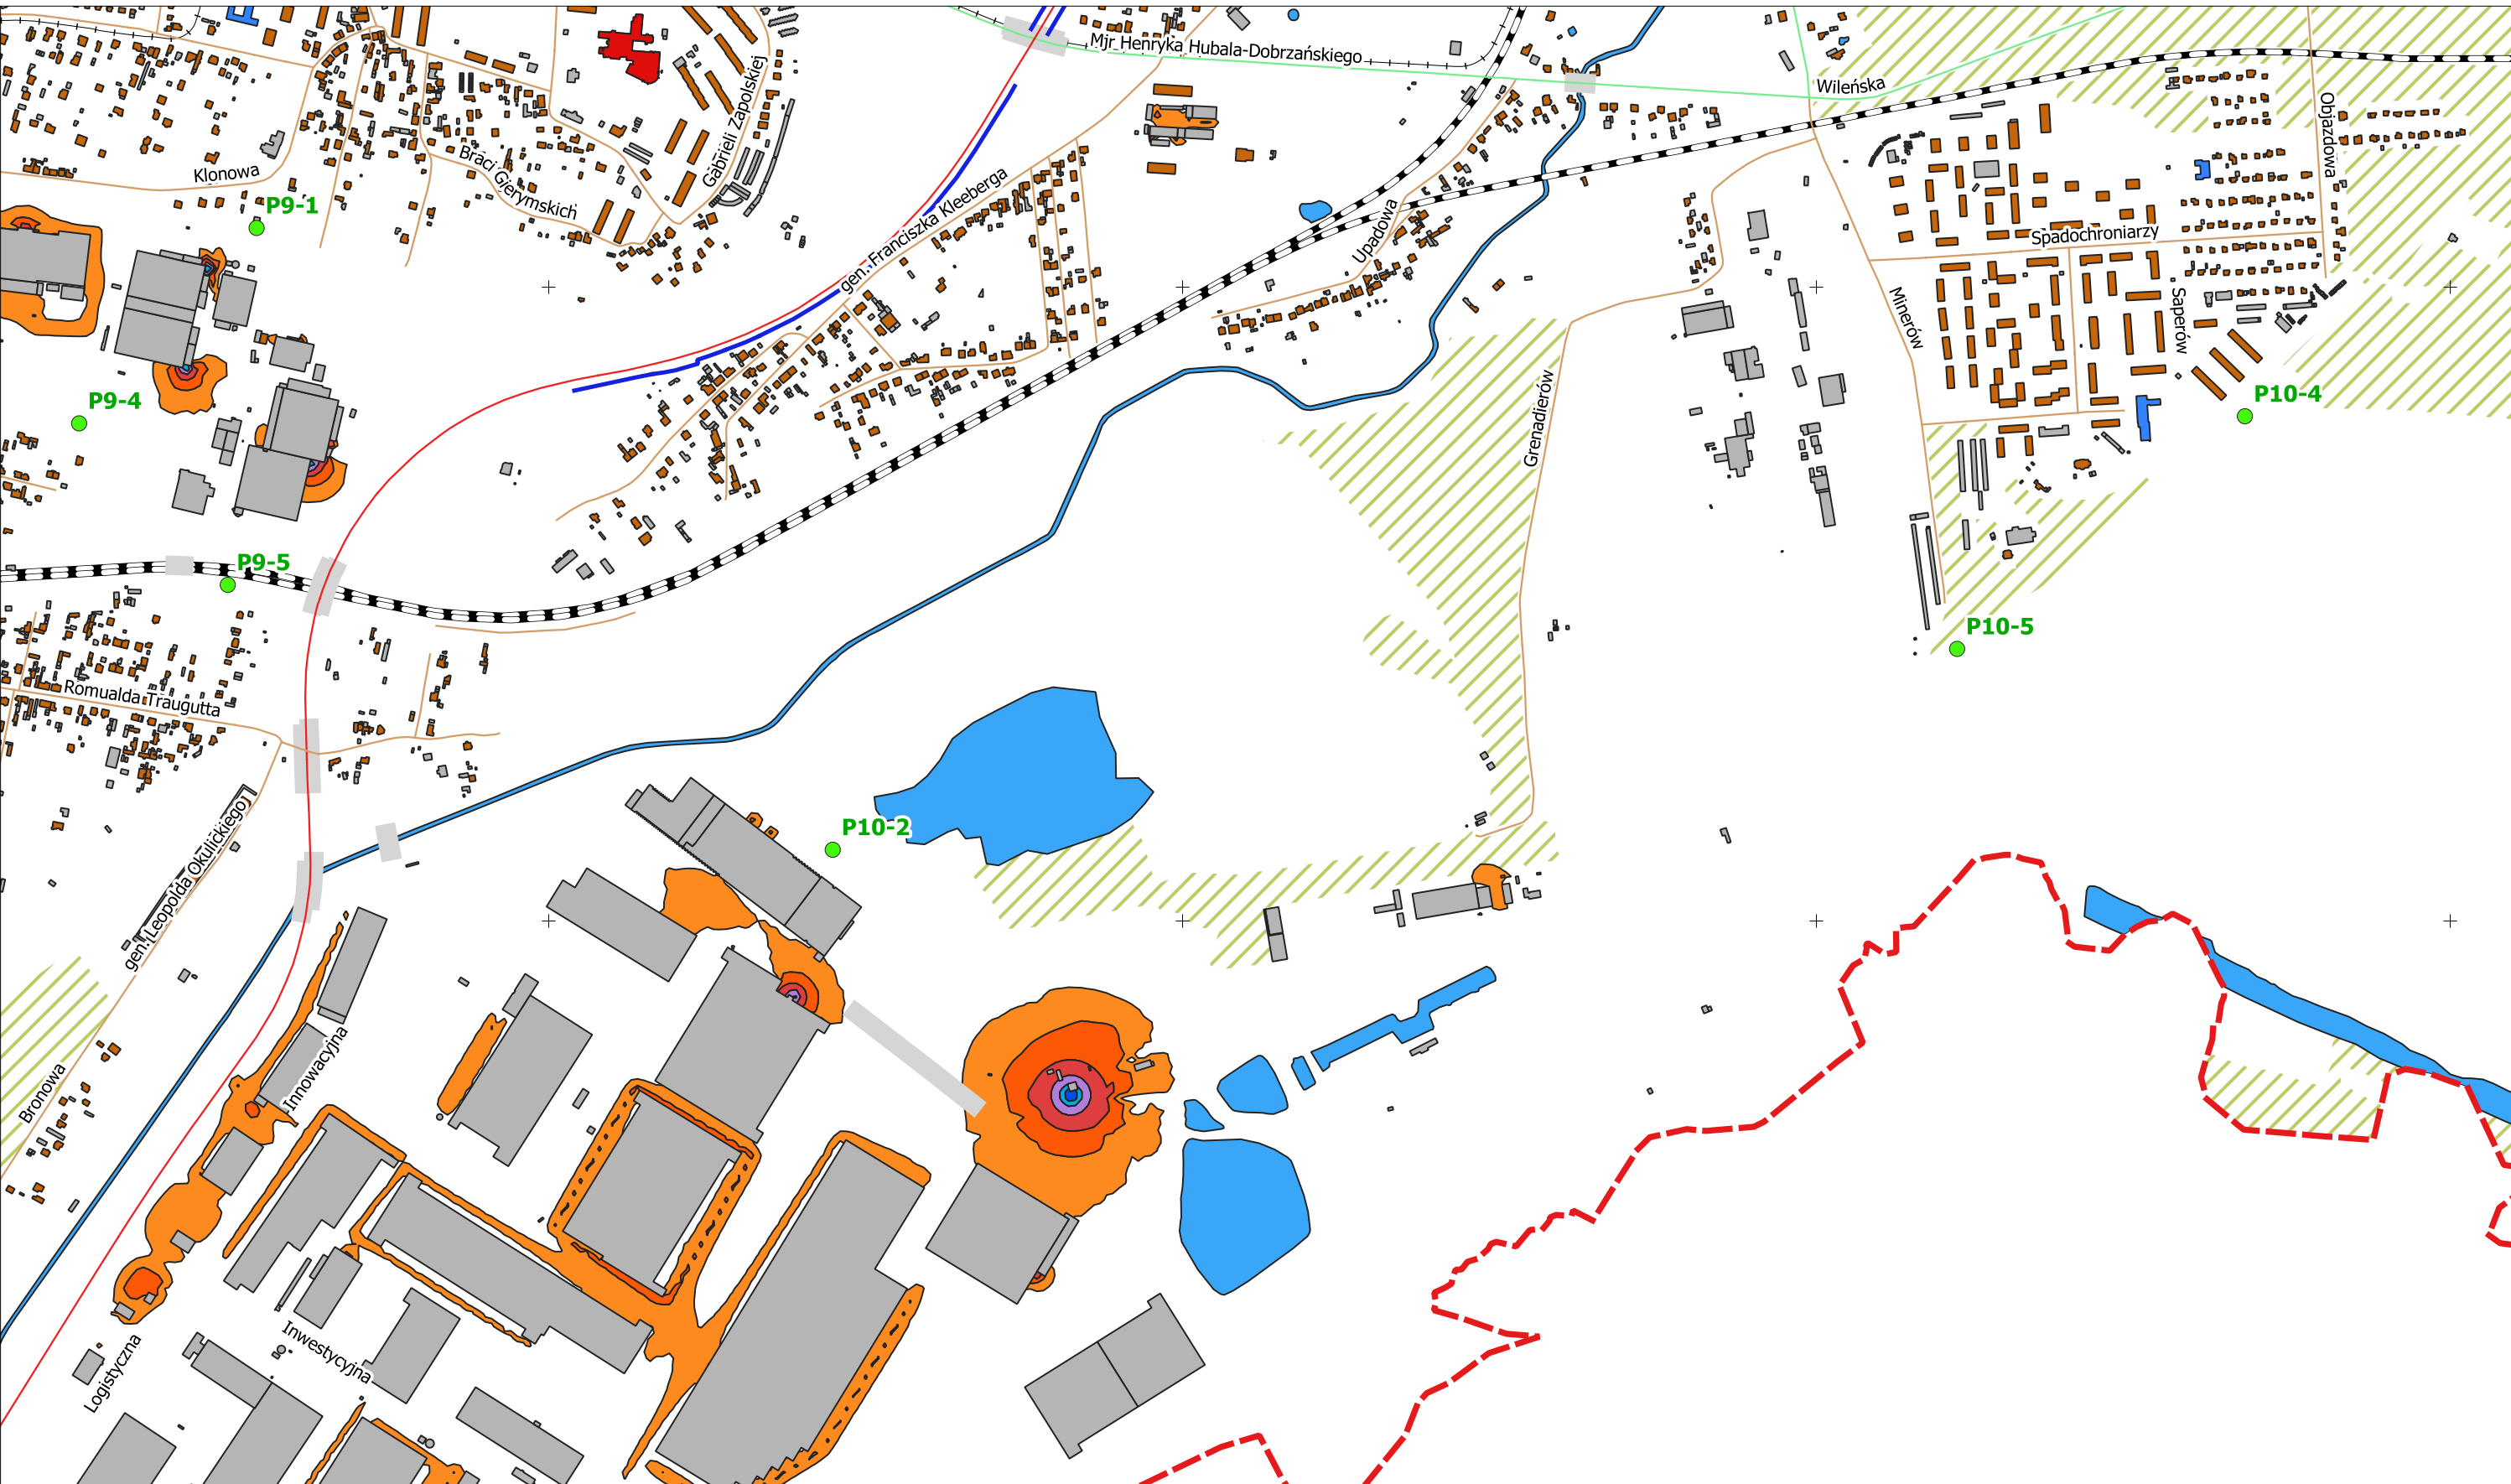 Mjr Henryka Hubala-Dobrzańskiego
Wileńska
Objazdowa
Gabrieli Zapolskiej
Braci Gierymskich
Klonowa
P9-1
gen. Franciszka Kleeberga
Upadowa
Spadochroniarzy
Minerów
Saperów
P9-4
P10-4
Grenadierów
P9-5
P10-5
Romualda Traugutta
P10-2
gen. Leopolda Okulickiego
Innowacyjna
Bronowa
Inwestycyjna
Logistyczna